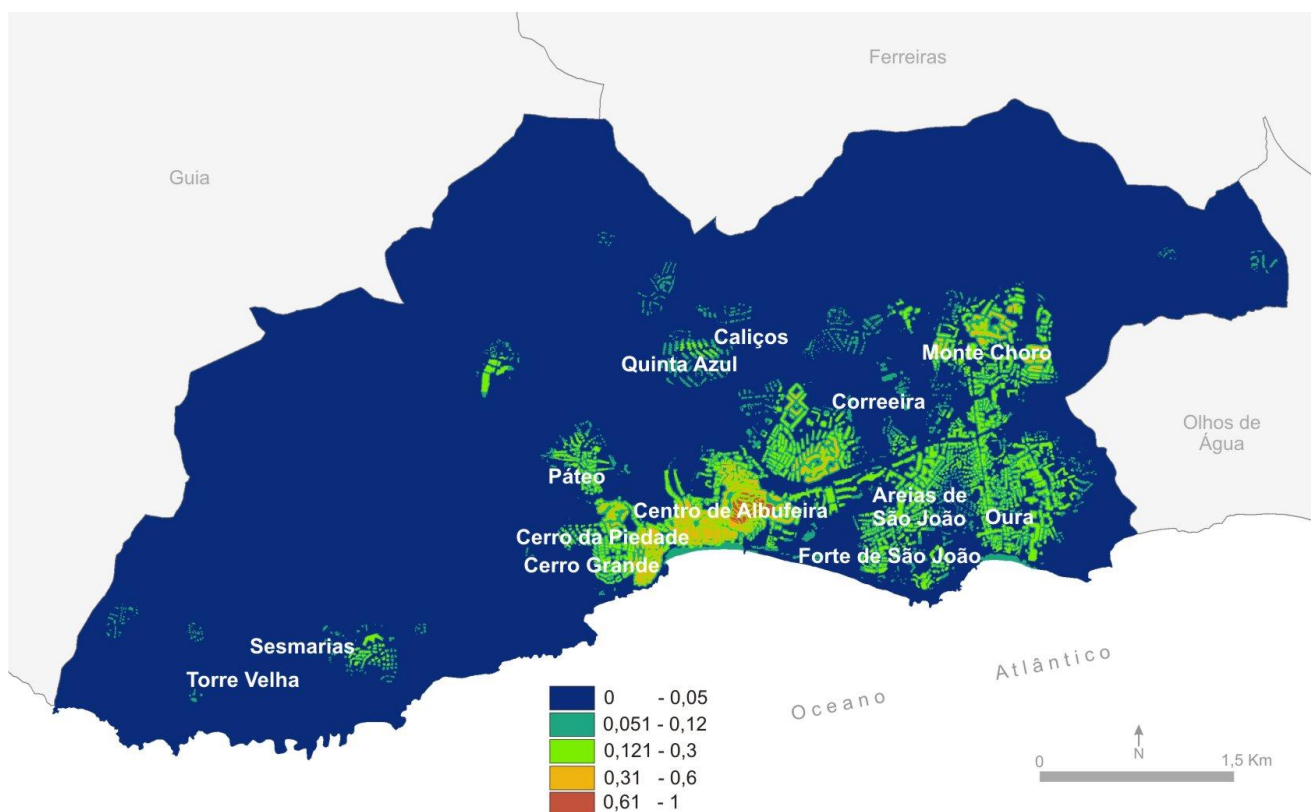 Ferreiras
Guia
Caliços
Quinta Azul
Monte Choro
Correeira
Olhos de
Água
Páteo
Centro de Albufeira
Areias de
São João
Oura
Cerro da Piedade
Cerro Grande
Forte de São João
Sesmarias
Torre Velha
Oceano Atlântico
0 - 0,05
0,051 - 0,12
0,121 - 0,3
0,31 - 0,6
0,61 - 1
N
0 1,5 Km